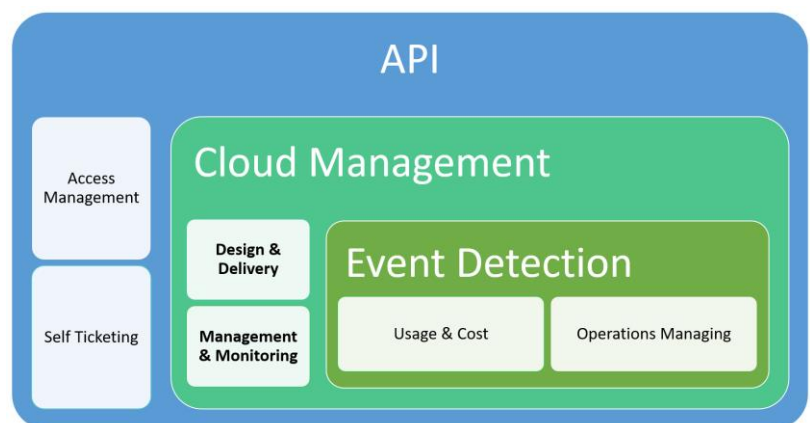 API
Access
Management
Self Ticketing
Cloud Management
Design &
Delivery
Management
& Monitoring
Event Detection
Usage & Cost
Operations Managing